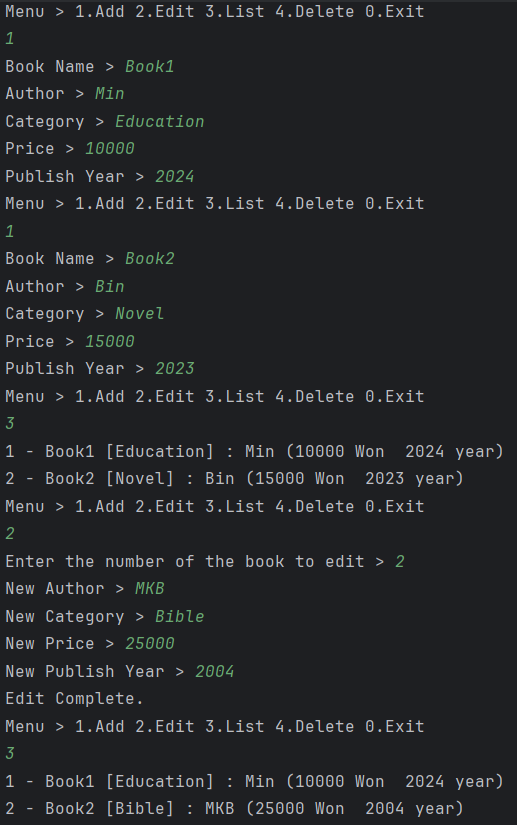 Menu > 1.Add 2.Edit 3.List 4.Delete 0.Exit
1
Book Name > Book1
Author > Min
Category > Education
Price > 10000
Publish Year > 2024
Menu > 1.Add 2.Edit 3.List 4.Delete 0.Exit
1
Book Name > Book2
Author > Bin
Category > Novel
Price > 15000
Publish Year > 2023
Menu > 1.Add 2.Edit 3.List 4.Delete 0.Exit
3
1 - Book1 [Education] : Min (10000 Won  2024 year)
2 - Book2 [Novel] : Bin (15000 Won  2023 year)
Menu > 1.Add 2.Edit 3.List 4.Delete 0.Exit
2
Enter the number of the book to edit > 2
New Author > MKB
New Category > Bible
New Price > 25000
New Publish Year > 2004
Edit Complete.
Menu > 1.Add 2.Edit 3.List 4.Delete 0.Exit
3
1 - Book1 [Education] : Min (10000 Won  2024 year)
2 - Book2 [Bible] : MKB (25000 Won  2004 year)